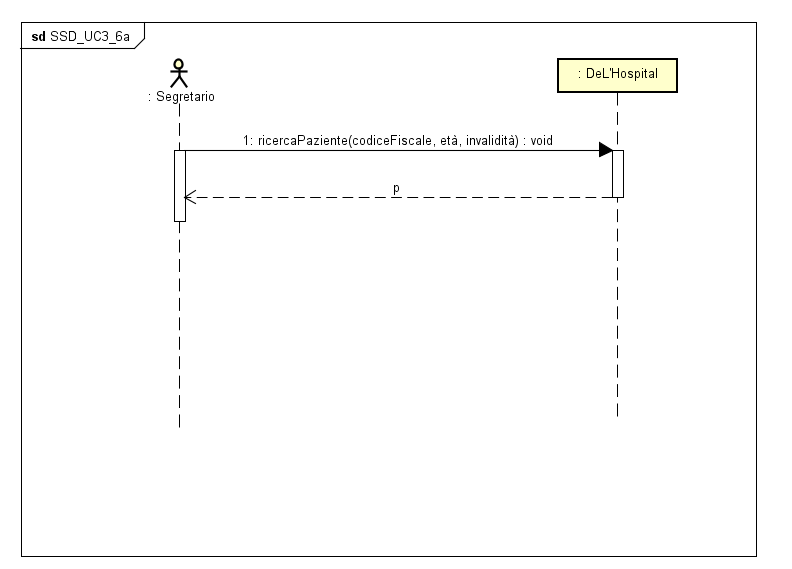 sd SSD_UC3_6a
: Segretario
: DeL'Hospital
1: ricercaPaziente(codiceFiscale, età, invalidità) : void
p